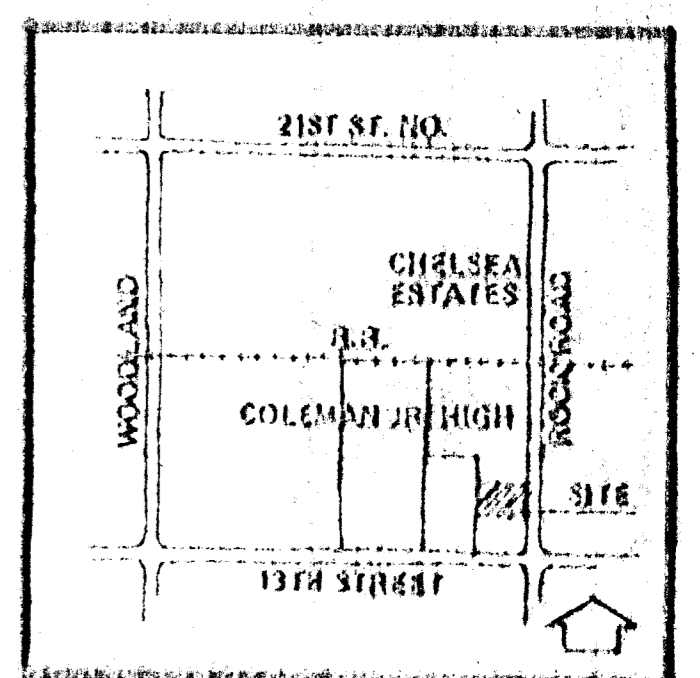 21ST ST. NO.
CHELSEA
ESTATES
WOODLAND
ROCK ROAD
R.R.
COLEMAN JR. HIGH
SITE
13TH STREET